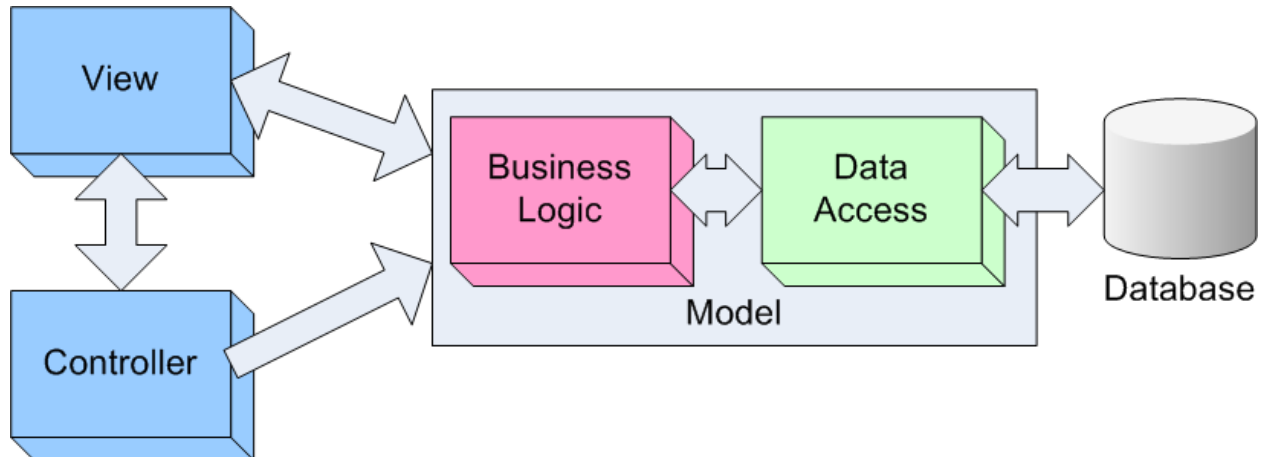 View
Business
Logic
Data
Access
Database
Model
Controller